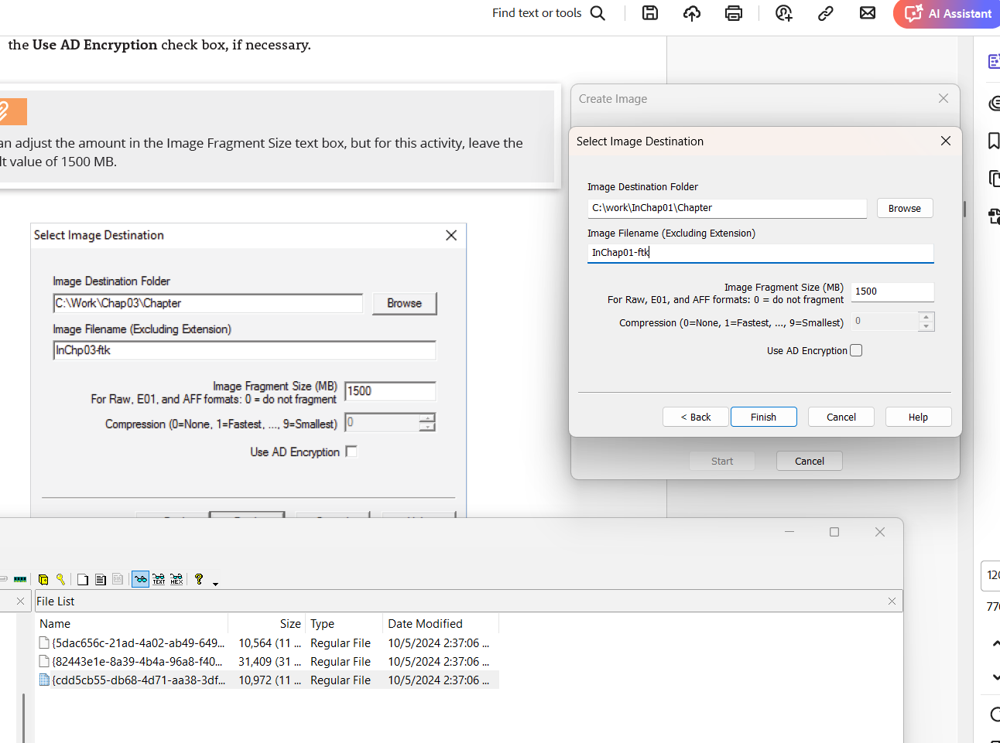 Find text or tools
AI Assistant
the Use AD Encryption check box, if necessary.
an adjust the amount in the Image Fragment Size text box, but for this activity, leave the
lt value of 1500 MB.
Select Image Destination
Image Destination Folder
C:\Work\Chap03\Chapter
Browse
Image Filename (Excluding Extension)
InChp03-ftk
Image Fragment Size (MB)
For Raw, E01, and AFF formats: 0 = do not fragment
1500
Compression (0=None, 1=Fastest, ..., 9=Smallest)
0
Use AD Encryption
Create Image
Select Image Destination
Image Destination Folder
C:\work\InChap01\Chapter
Browse
Image Filename (Excluding Extension)
InChap01-ftk
Image Fragment Size (MB)
For Raw, E01, and AFF formats: 0 = do not fragment
1500
Compression (0=None, 1=Fastest, ..., 9=Smallest)
0
Use AD Encryption
< Back
Finish
Cancel
Help
Start
Cancel
TEXT
HEX
File List
Name Size Type Date Modified
{5dac656c-21ad-4a02-ab49-649... 10,564 (11 ... Regular File 10/5/2024 2:37:06 ...
{82443e1e-8a39-4b4a-96a8-f40... 31,409 (31 ... Regular File 10/5/2024 2:37:06 ...
{cdd5cb55-db68-4d71-aa38-3df... 10,972 (11 ... Regular File 10/5/2024 2:37:06 ...
120
770